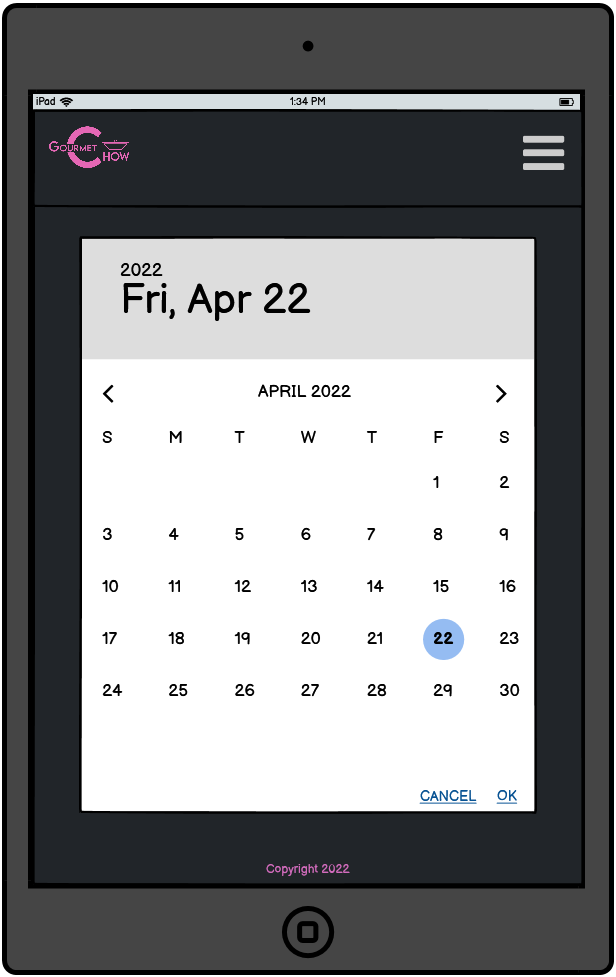 iPad 1:34 PM
GOURMET
CHOW
2022
Fri, Apr 22
APRIL 2022
S M T W T F S
1 2
3 4 5 6 7 8 9
10 11 12 13 14 15 16
17 18 19 20 21 22 23
24 25 26 27 28 29 30
CANCEL OK
Copyright 2022